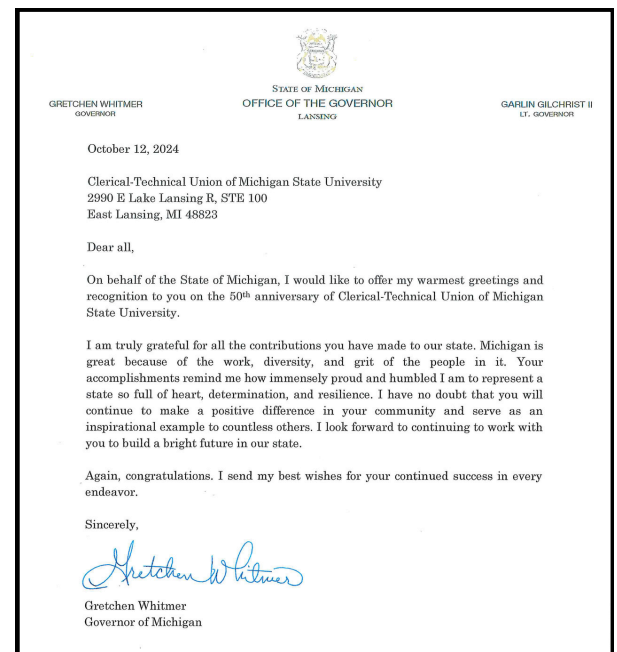 STATE OF MICHIGAN
GRETCHEN WHITMER OFFICE OF THE GOVERNOR GARLIN GILCHRIST II
GOVERNOR LANSING LT. GOVERNOR
October 12, 2024
Clerical-Technical Union of Michigan State University
2990 E Lake Lansing R, STE 100
East Lansing, MI 48823
Dear all,
On behalf of the State of Michigan, I would like to offer my warmest greetings and
recognition to you on the 50th anniversary of Clerical-Technical Union of Michigan
State University.
I am truly grateful for all the contributions you have made to our state. Michigan is
great because of the work, diversity, and grit of the people in it. Your
accomplishments remind me how immensely proud and humbled I am to represent a
state so full of heart, determination, and resilience. I have no doubt that you will
continue to make a positive difference in your community and serve as an
inspirational example to countless others. I look forward to continuing to work with
you to build a bright future in our state.
Again, congratulations. I send my best wishes for your continued success in every
endeavor.
Sincerely,
Gretchen Whitmer
Gretchen Whitmer
Governor of Michigan